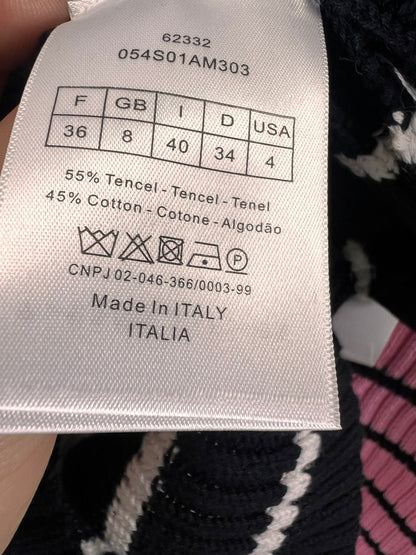 62332
054S01AM303
F GB I D USA
36 8 40 34 4
55% Tencel - Tencel - Tenel
45% Cotton - Cotone - Algodão
P
CNPJ 02-046-366/0003-99
Made In ITALY
ITALIA